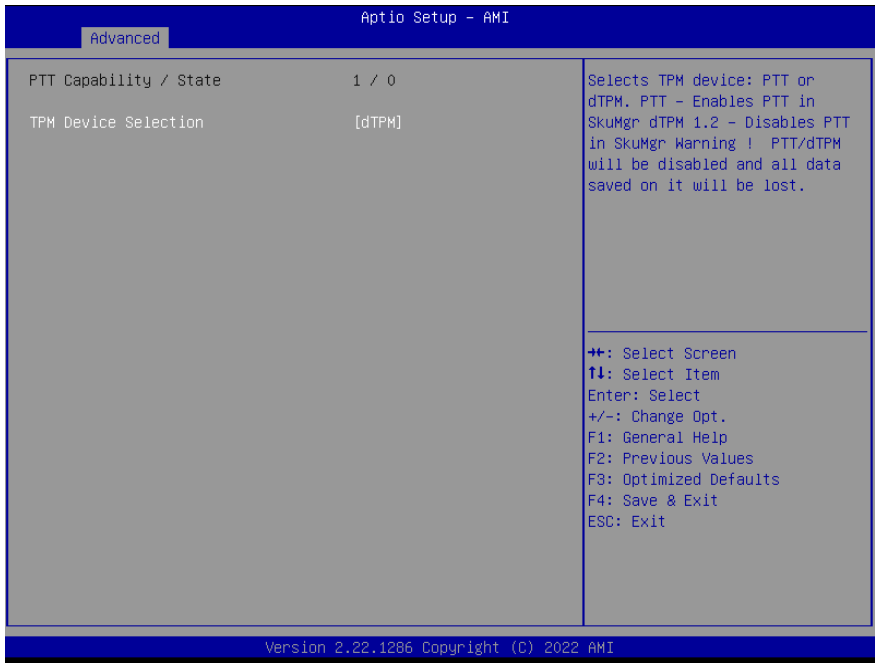 Aptio Setup – AMI
Advanced
PTT Capability / State 1 / 0
TPM Device Selection [dTPM]
Selects TPM device: PTT or
dTPM. PTT – Enables PTT in
SkuMgr dTPM 1.2 – Disables PTT
in SkuMgr Warning ! PTT/dTPM
will be disabled and all data
saved on it will be lost.
→←: Select Screen
↑↓: Select Item
Enter: Select
+/–: Change Opt.
F1: General Help
F2: Previous Values
F3: Optimized Defaults
F4: Save & Exit
ESC: Exit
Version 2.22.1286 Copyright (C) 2022 AMI